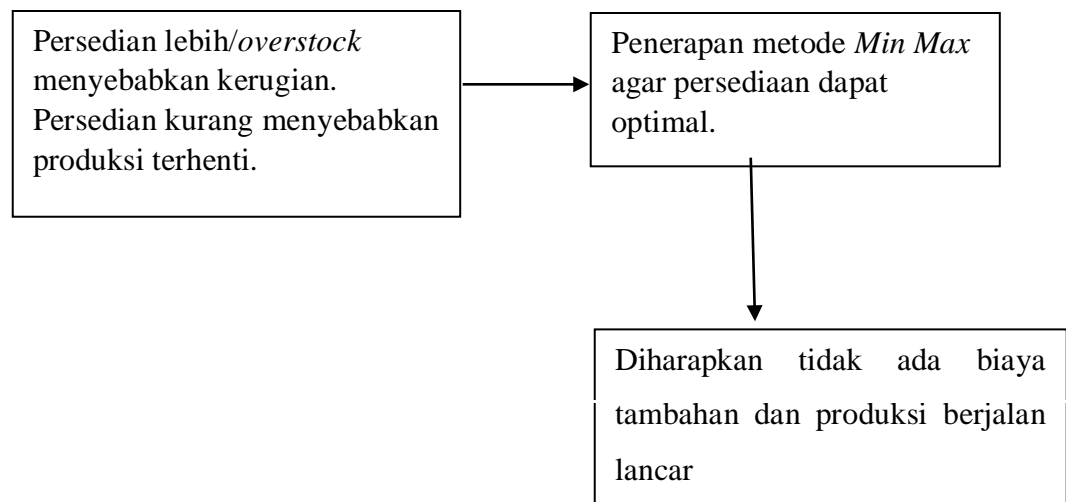 Persedian lebih/overstock
menyebabkan kerugian.
Persedian kurang menyebabkan
produksi terhenti.
Penerapan metode Min Max
agar persediaan dapat
optimal.
Diharapkan tidak ada biaya
tambahan dan produksi berjalan
lancar